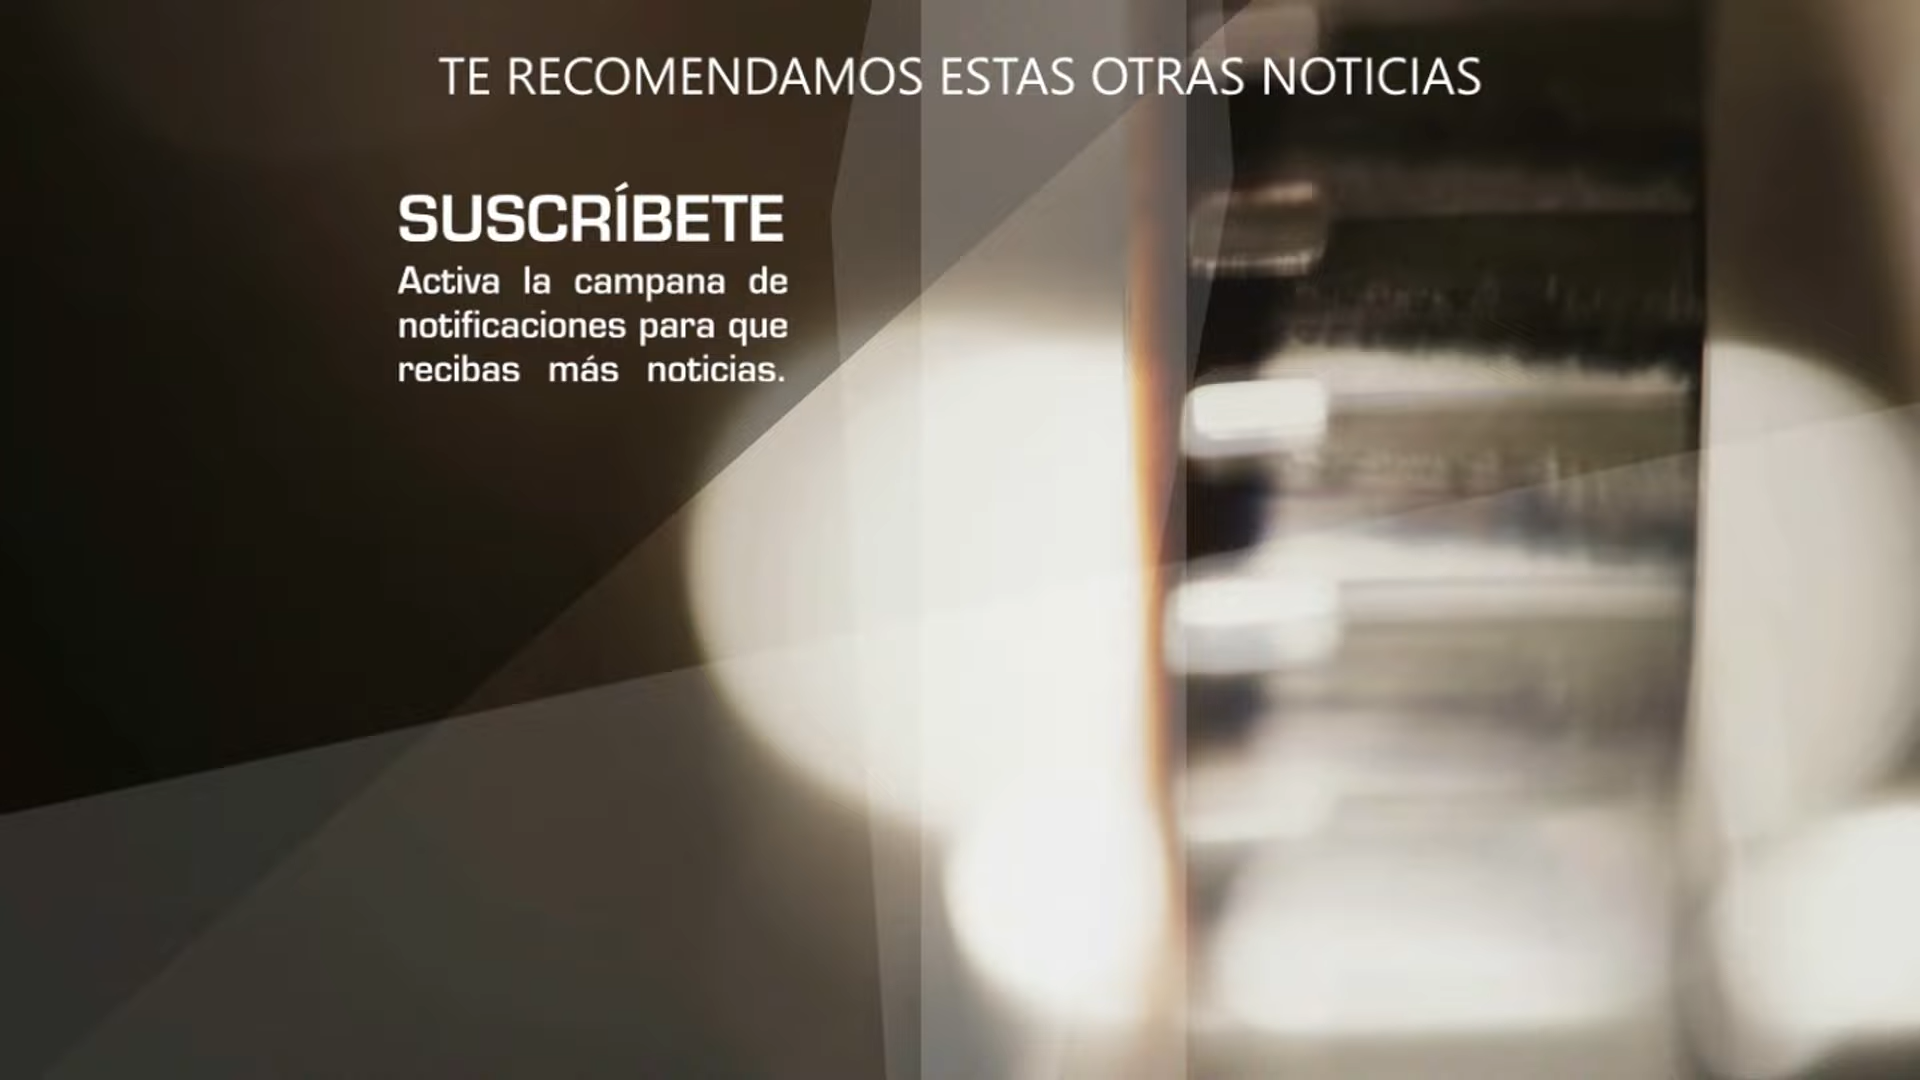 TE RECOMENDAMOS ESTAS OTRAS NOTICIAS
SUSCRÍBETE
Activa la campana de
notificaciones para que
recibas más noticias.